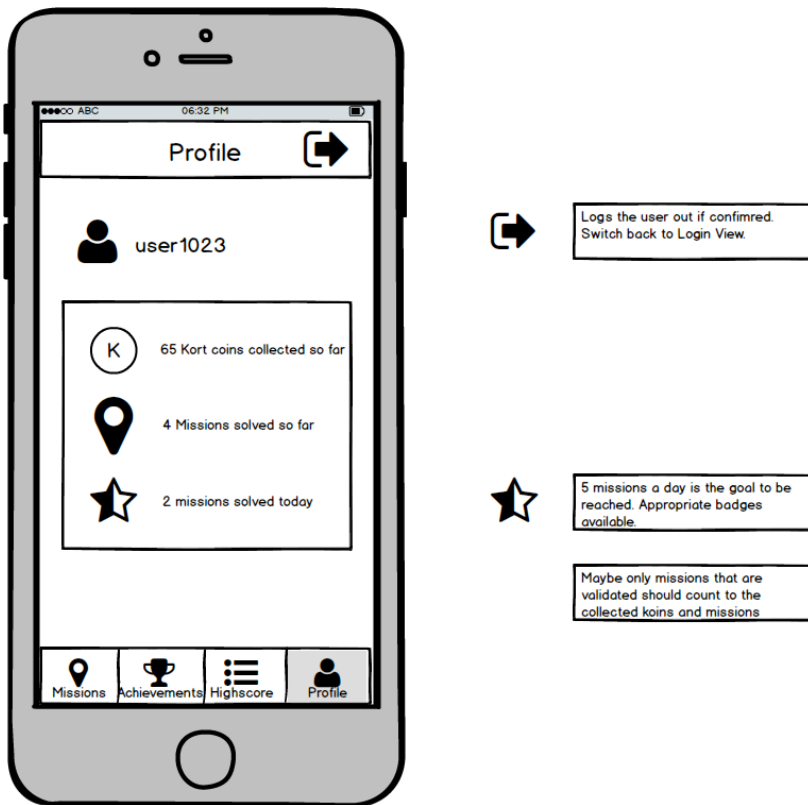 ABC 06:32 PM
Profile
user1023
K
65 Kort coins collected so far
4 Missions solved so far
2 missions solved today
Missions Achievements Highscore Profile
Logs the user out if confimred.
Switch back to Login View.
5 missions a day is the goal to be
reached. Appropriate badges
available.
Maybe only missions that are
validated should count to the
collected koins and missions